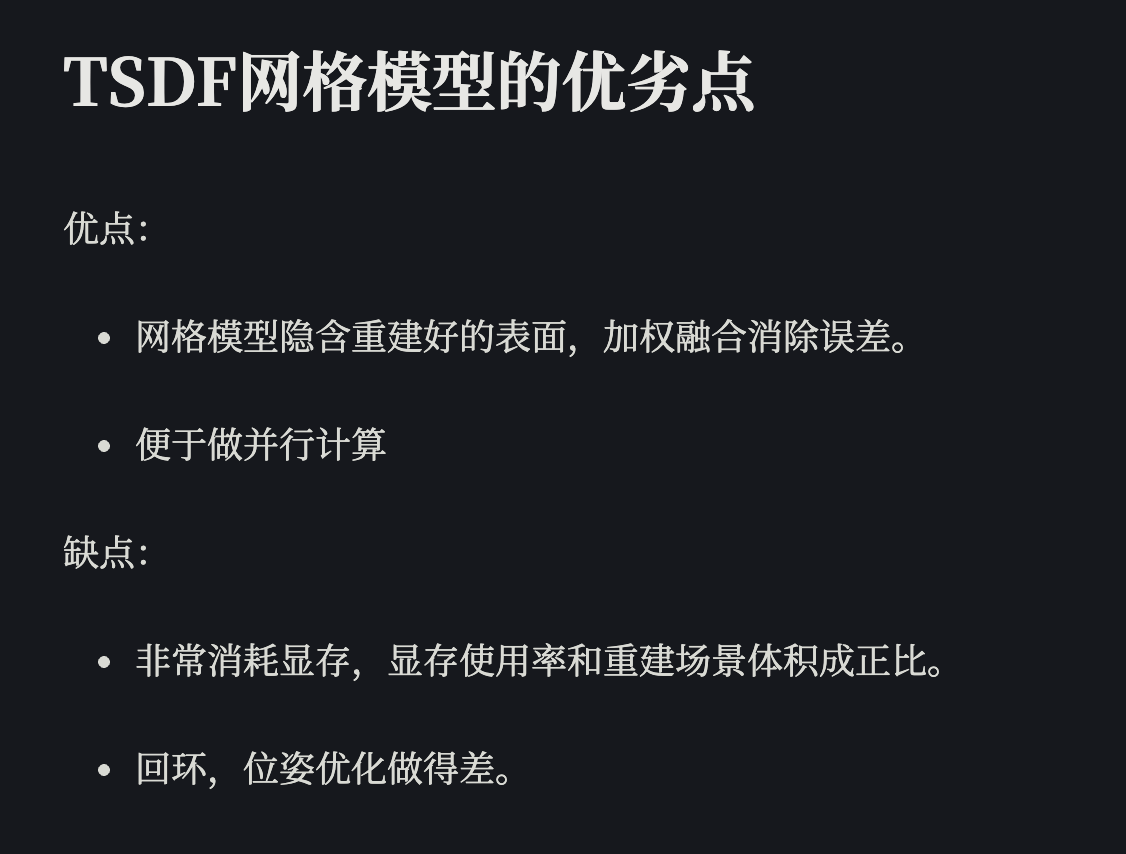 TSDF网格模型的优劣点
优点：
• 网格模型隐含重建好的表面，加权融合消除误差。
• 便于做并行计算
缺点：
• 非常消耗显存，显存使用率和重建场景体积成正比。
• 回环，位姿优化做得差。